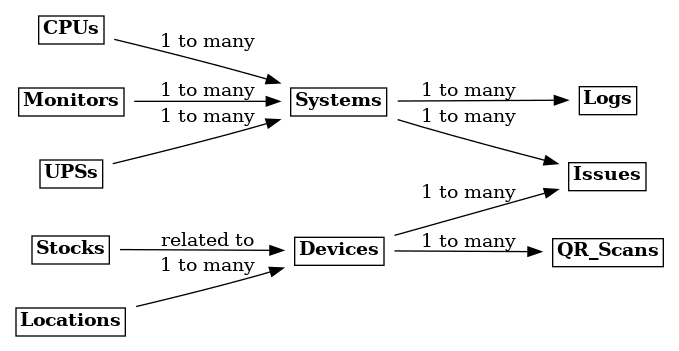 CPUs
1 to many
Monitors
1 to many
Systems
1 to many
Logs
1 to many
1 to many
UPSs
Issues
1 to many
Stocks
related to
Devices
1 to many
QR_Scans
1 to many
Locations